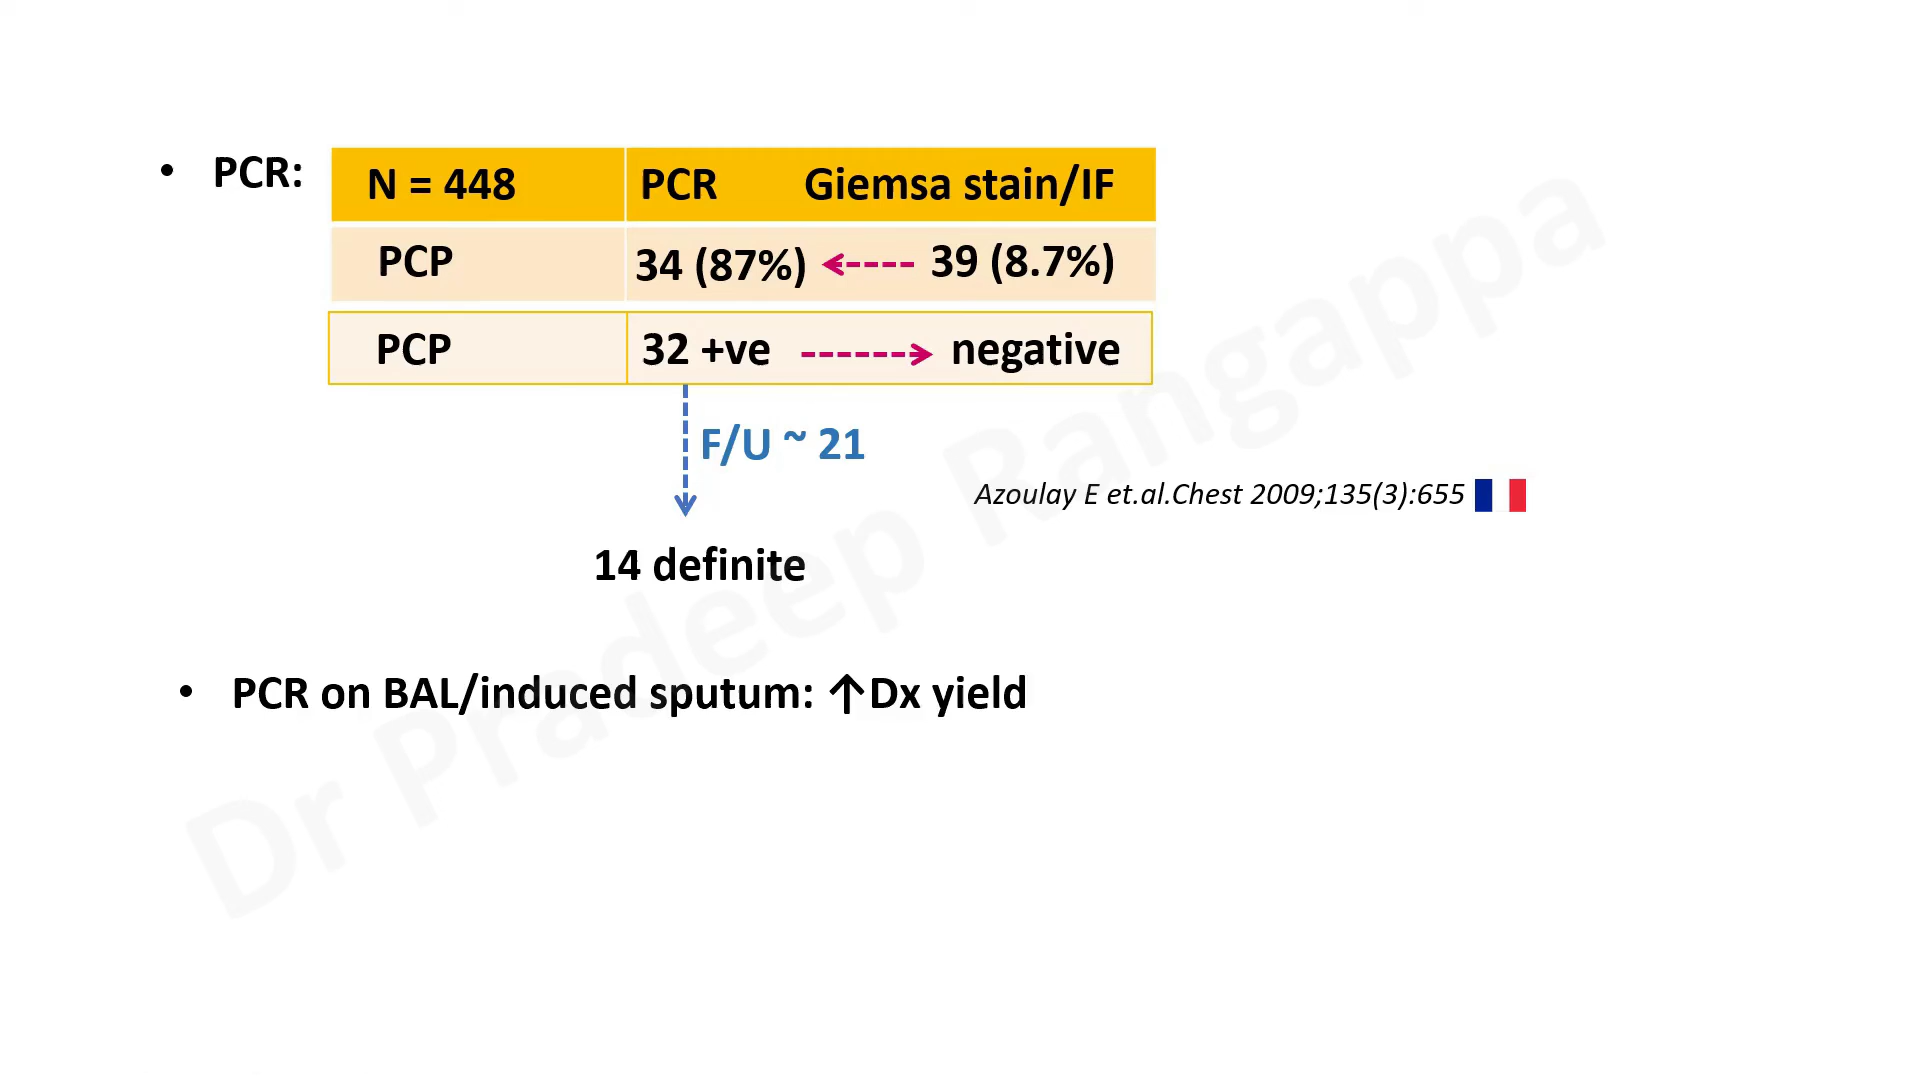 • PCR:
N = 448 PCR Giemsa stain/IF
PCP 34 (87%) 39 (8.7%)
PCP 32 +ve negative
F/U ~ 21
Azoulay E et.al.Chest 2009;135(3):655
14 definite
• PCR on BAL/induced sputum: ↑Dx yield
Dr Pradeep Rangappa